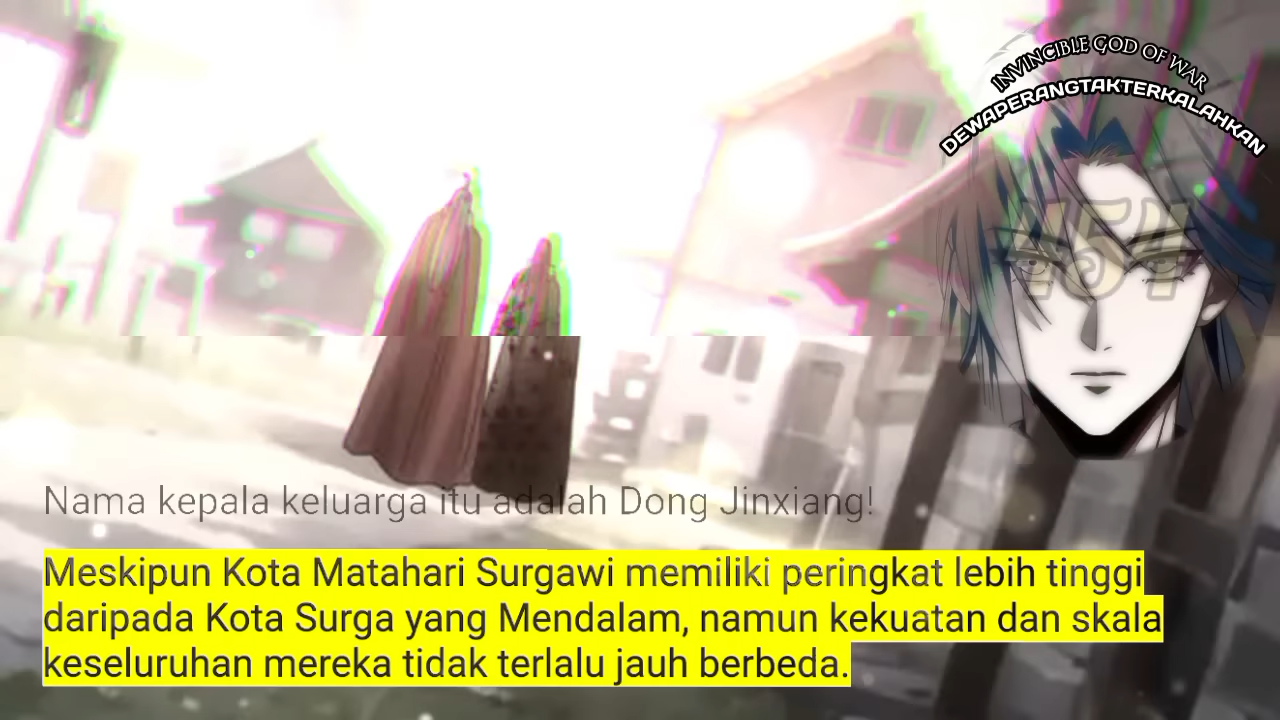 INVINCIBLE GOD OF WAR
DEWAPERANGTAKTERKALAHKAN
Nama kepala keluarga itu adalah Dong Jinxiang!
Meskipun Kota Matahari Surgawi memiliki peringkat lebih tinggi
daripada Kota Surga yang Mendalam, namun kekuatan dan skala
keseluruhan mereka tidak terlalu jauh berbeda.